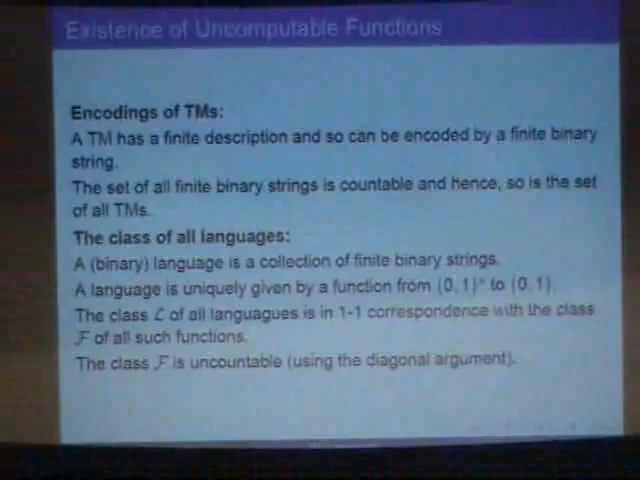 Existence of Uncomputable Functions
Encodings of TMs:
A TM has a finite description and so can be encoded by a finite binary
string.
The set of all finite binary strings is countable and hence, so is the set
of all TMs.
The class of all languages:
A (binary) language is a collection of finite binary strings.
A language is uniquely given by a function from {0, 1}* to {0, 1}.
The class ℒ of all languagues is in 1-1 correspondence with the class
ℱ of all such functions.
The class ℱ is uncountable (using the diagonal argument).